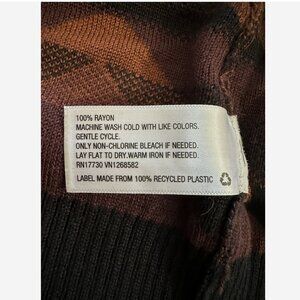 100% RAYON
MACHINE WASH COLD WITH LIKE COLORS.
GENTLE CYCLE.
ONLY NON-CHLORINE BLEACH IF NEEDED.
LAY FLAT TO DRY.WARM IRON IF NEEDED.
RN17730 VN1268582
LABEL MADE FROM 100% RECYCLED PLASTIC